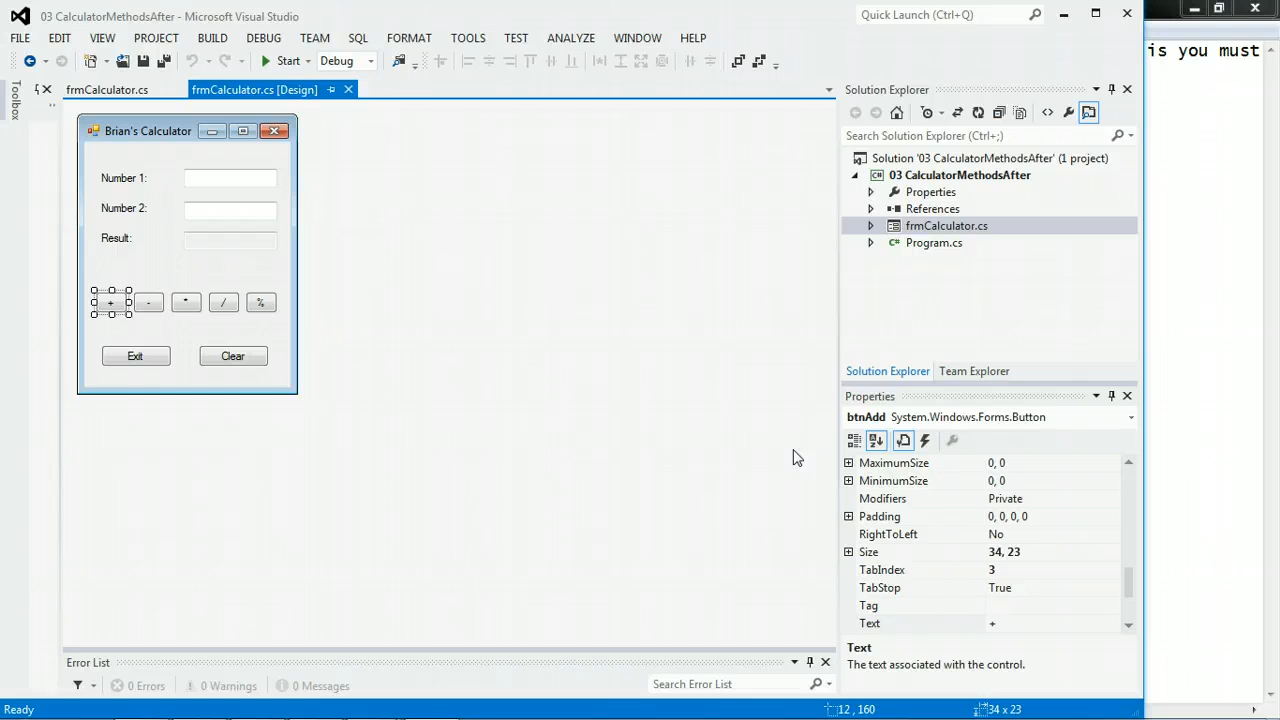 03 CalculatorMethodsAfter - Microsoft Visual Studio
Quick Launch (Ctrl+Q)
FILE EDIT VIEW PROJECT BUILD DEBUG TEAM SQL FORMAT TOOLS TEST ANALYZE WINDOW HELP
is you must
Start Debug
Toolbox
frmCalculator.cs
frmCalculator.cs [Design]
Brian's Calculator
Number 1:
Number 2:
Result:
+ - * / %
Exit Clear
Solution Explorer
Search Solution Explorer (Ctrl+;)
Solution '03 CalculatorMethodsAfter' (1 project)
03 CalculatorMethodsAfter
Properties
References
frmCalculator.cs
Program.cs
Solution Explorer Team Explorer
Properties
btnAdd System.Windows.Forms.Button
MaximumSize 0, 0
MinimumSize 0, 0
Modifiers Private
Padding 0, 0, 0, 0
RightToLeft No
Size 34, 23
TabIndex 3
TabStop True
Tag
Text +
Text
The text associated with the control.
Error List
0 Errors 0 Warnings 0 Messages
Search Error List
Ready
12 , 160
34 x 23